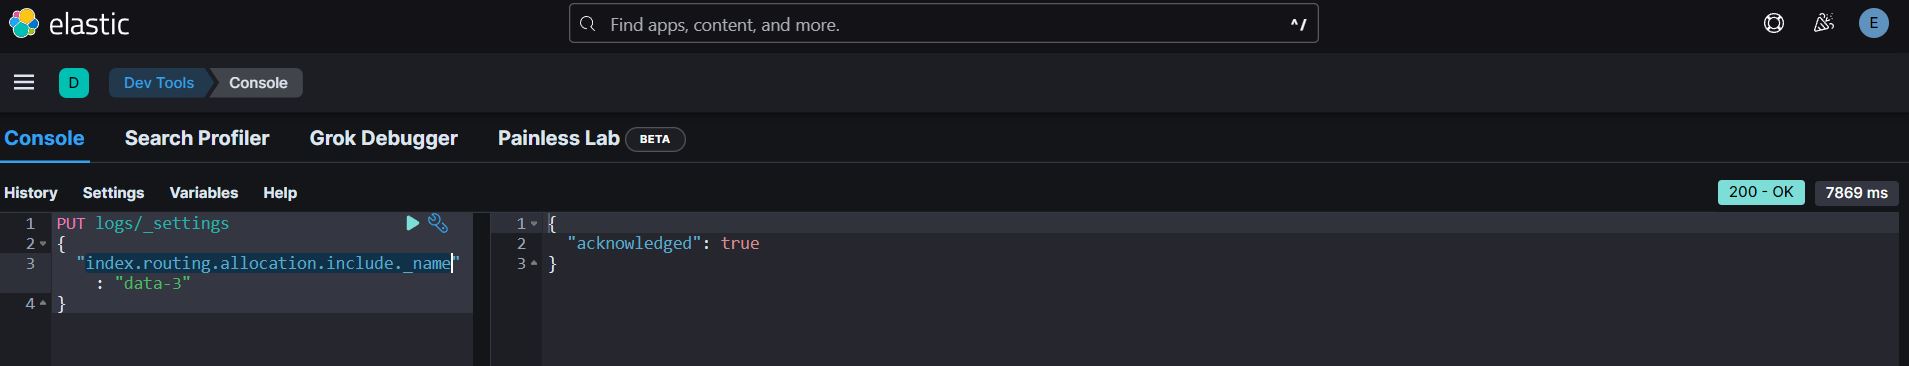 elastic
Find apps, content, and more.
^/
E
D
Dev Tools
Console
Console
Search Profiler
Grok Debugger
Painless Lab
BETA
History
Settings
Variables
Help
200 - OK
7869 ms
1 PUT logs/_settings
2 {
3 "index.routing.allocation.include._name"
: "data-3"
4 }
1 {
2 "acknowledged": true
3 }